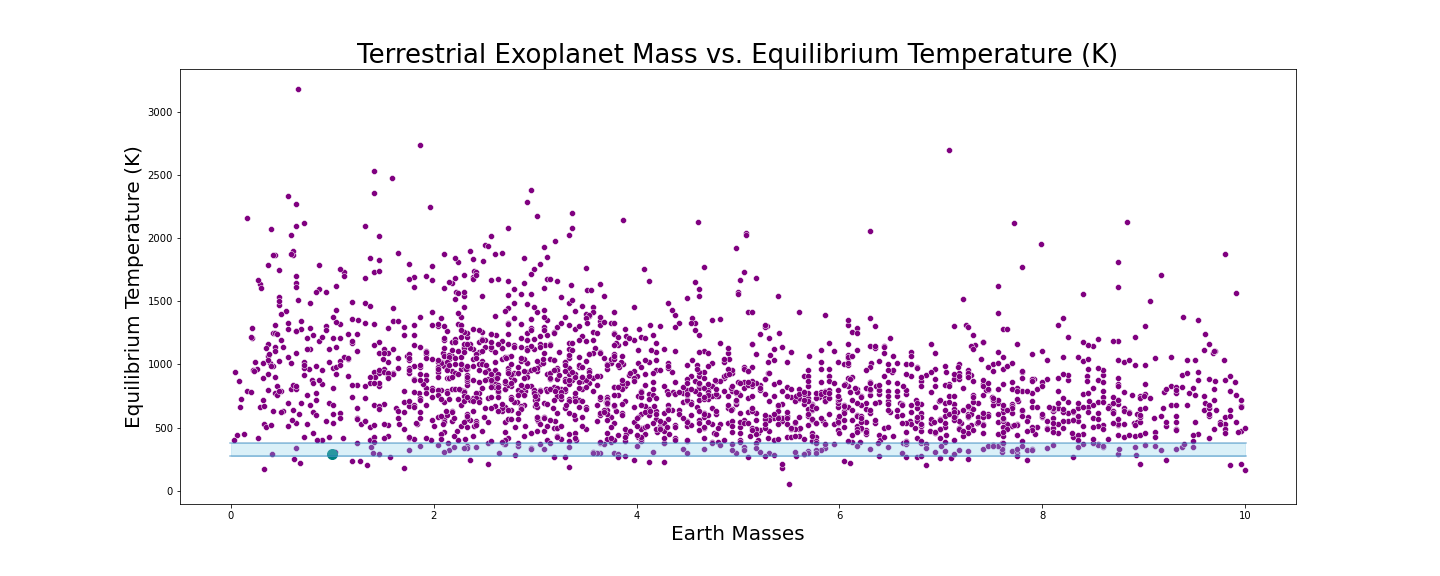 Terrestrial Exoplanet Mass vs. Equilibrium Temperature (K)
Equilibrium Temperature (K)
3000
2500
2000
1500
1000
500
0
0 2 4 6 8 10
Earth Masses